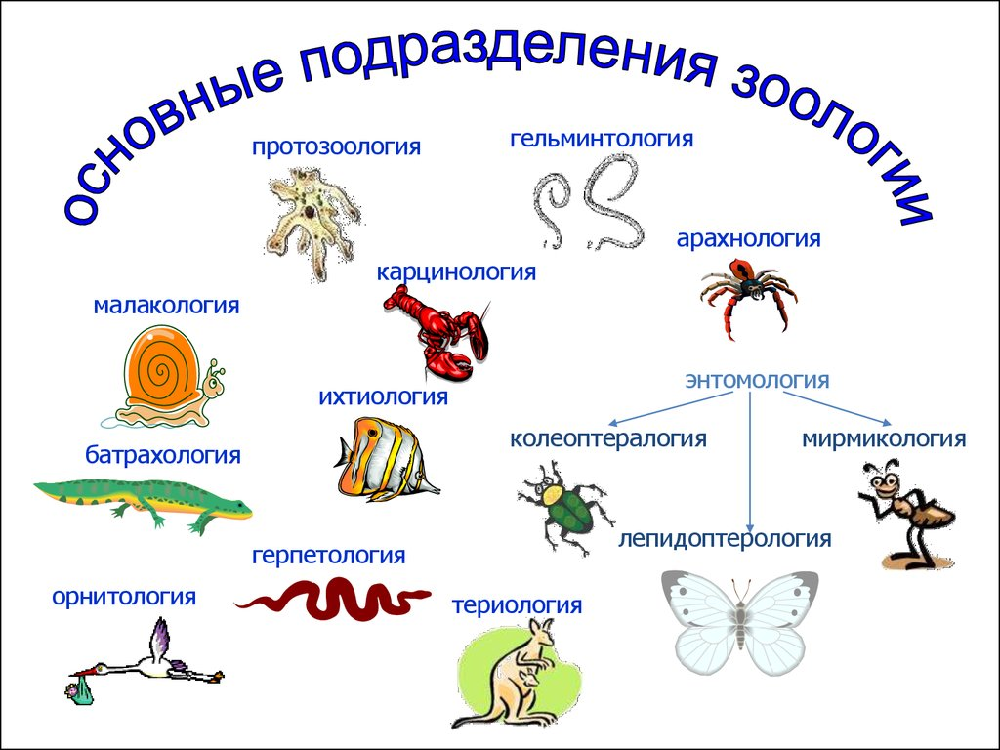 основные подразделения зоологии
протозоология
гельминтология
арахнология
карцинология
малакология
энтомология
ихтиология
колеоптералогия
мирмикология
батрахология
лепидоптерология
герпетология
орнитология
териология